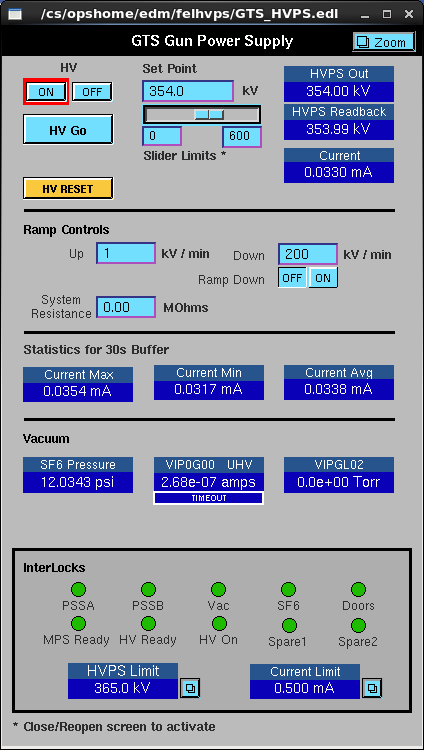 /cs/opshome/edm/felhvps/GTS_HVPS.edl
GTS Gun Power Supply
Zoom
HV
ON OFF
HV Go
HV RESET
Set Point
354.0 kV
0 600
Slider Limits *
HVPS Out
354.00 kV
HVPS Readback
353.99 kV
Current
0.0330 mA
Ramp Controls
Up 1 kV / min
Down 200 kV / min
Ramp Down OFF ON
System
Resistance 0.00 MOhms
Statistics for 30s Buffer
Current Max
0.0354 mA
Current Min
0.0317 mA
Current Avg
0.0338 mA
Vacuum
SF6 Pressure
12.0343 psi
VIP0G00 UHV
2.68e-07 amps
TIMEOUT
VIPGL02
0.0e+00 Torr
InterLocks
PSSA PSSB Vac SF6 Doors
MPS Ready HV Ready HV On Spare1 Spare2
HVPS Limit
365.0 kV
Current Limit
0.500 mA
* Close/Reopen screen to activate